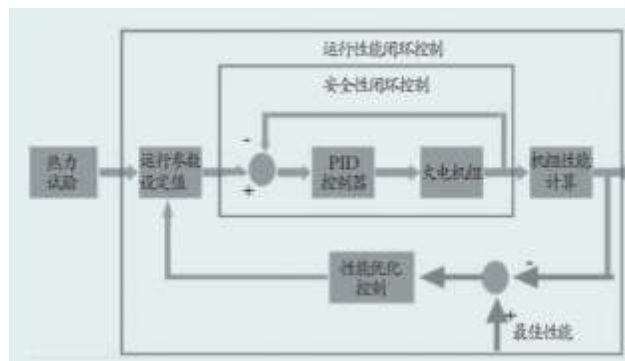 运行性能闭环控制
安全性闭环控制
-
热力
试验
运行参数
设定值
+
PID
控制器
火电机组
机组性能
计算
性能优化
控制
-
+
最佳性能